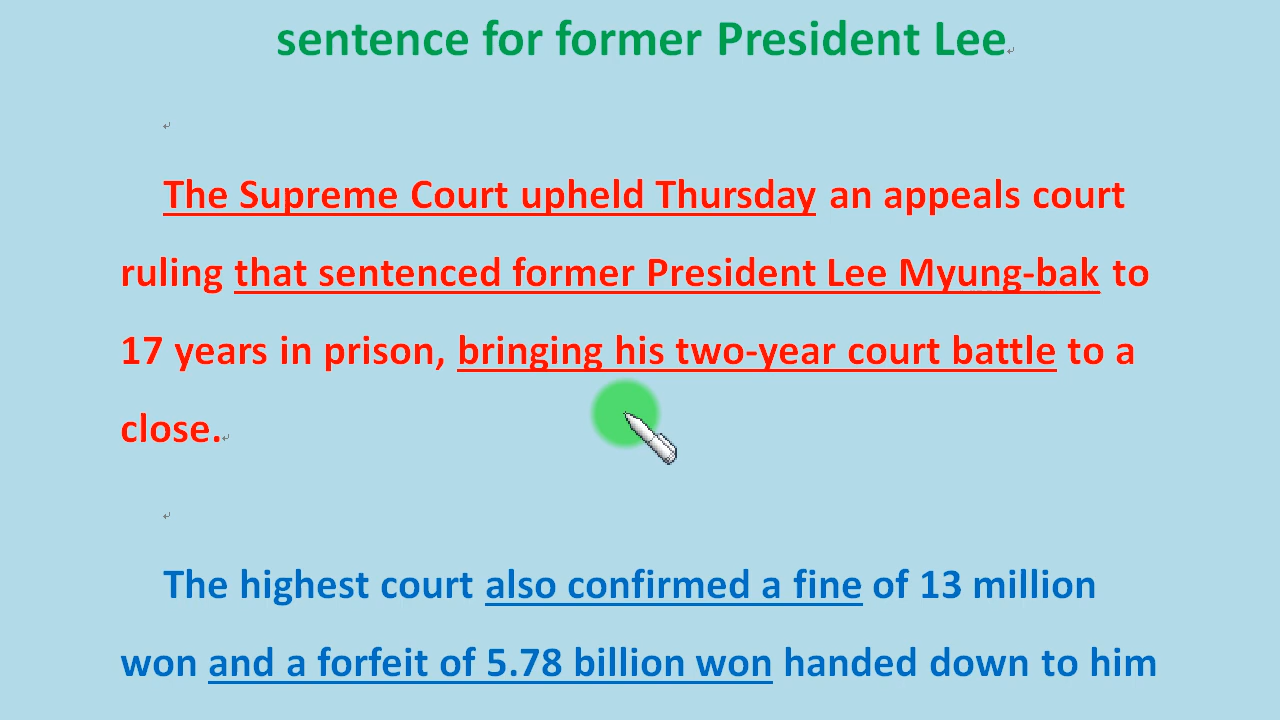 sentence for former President Lee
The Supreme Court upheld Thursday an appeals court
ruling that sentenced former President Lee Myung-bak to
17 years in prison, bringing his two-year court battle to a
close.
The highest court also confirmed a fine of 13 million
won and a forfeit of 5.78 billion won handed down to him